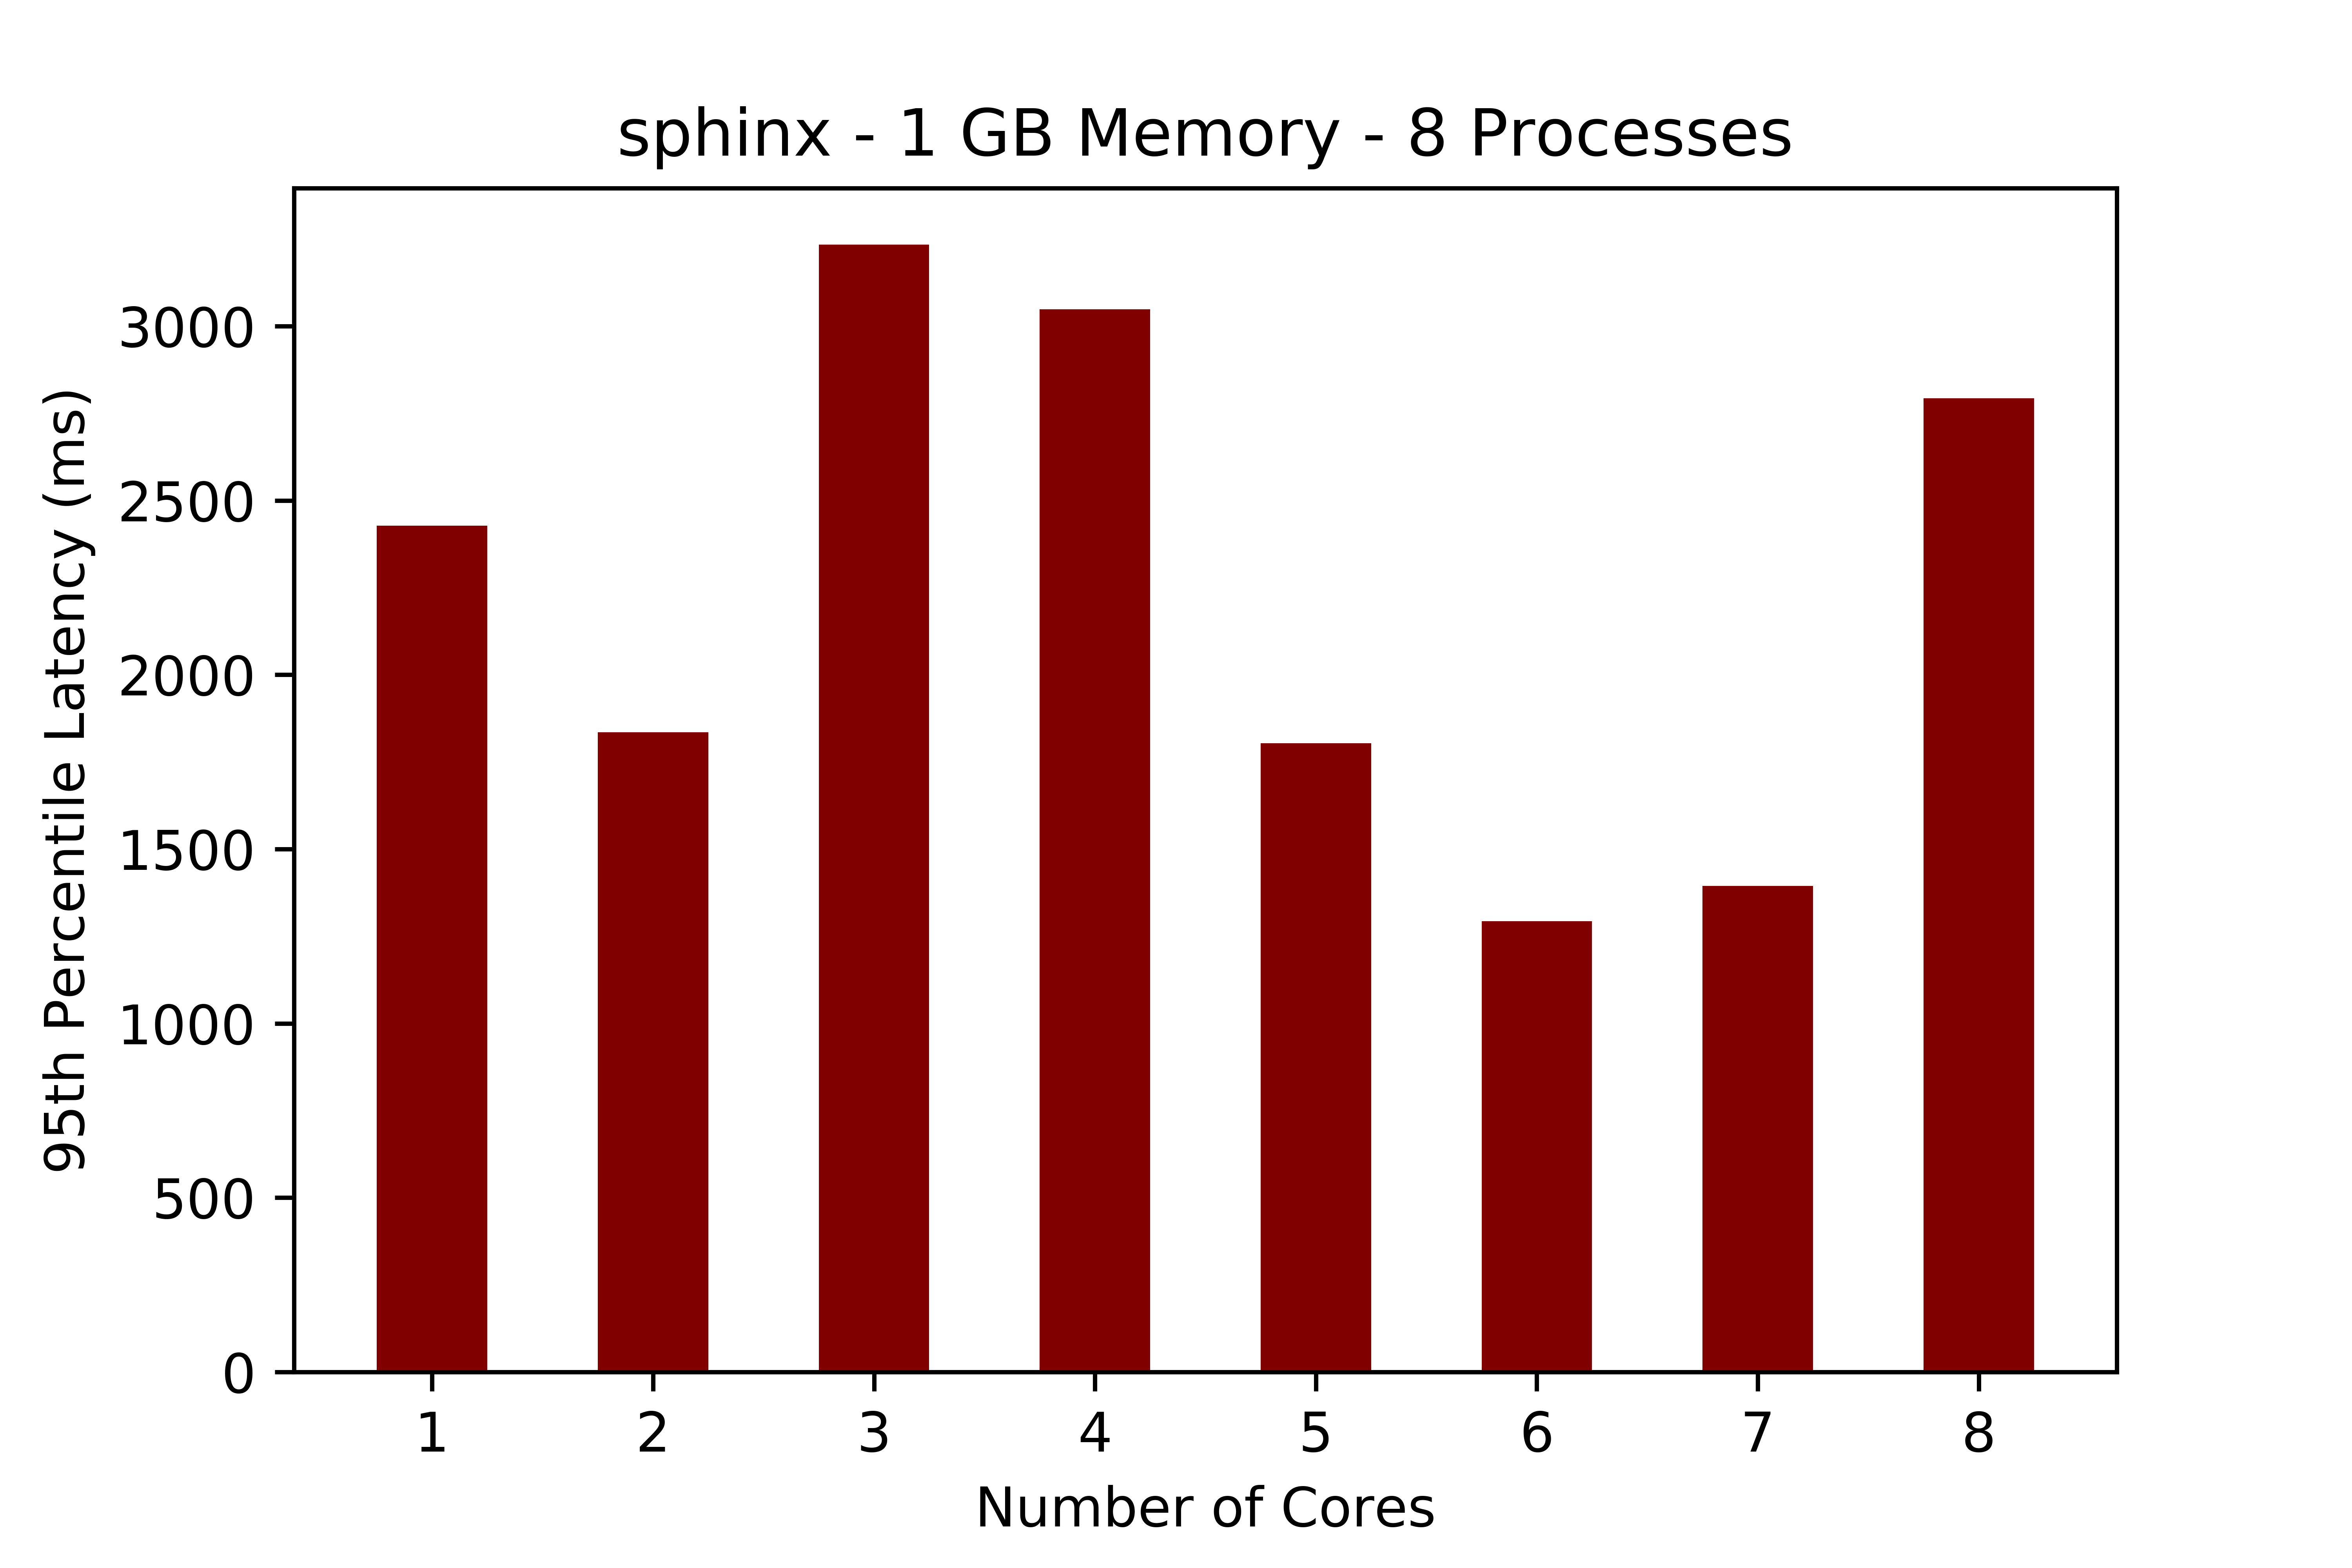 sphinx - 1 GB Memory - 8 Processes
95th Percentile Latency (ms)
3000
2500
2000
1500
1000
500
0
1 2 3 4 5 6 7 8
Number of Cores